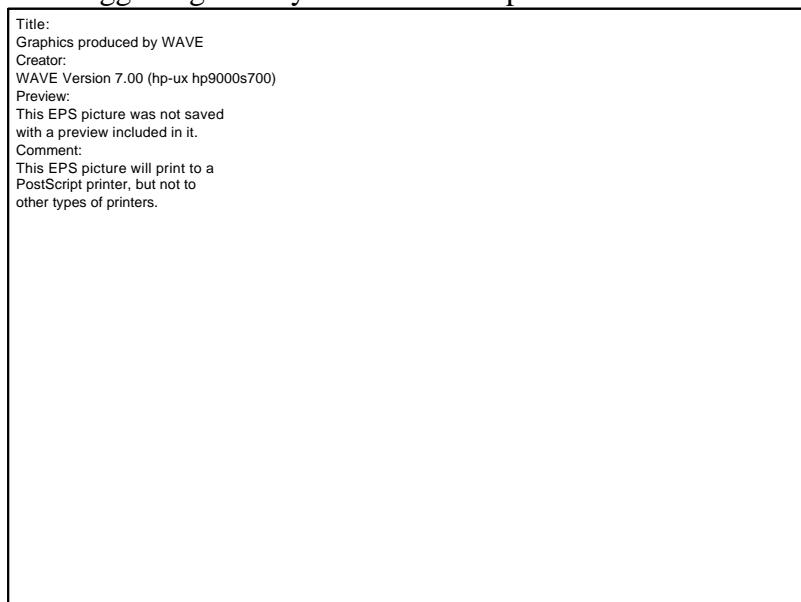 Title:
Graphics produced by WAVE
Creator:
WAVE Version 7.00 (hp-ux hp9000s700)
Preview:
This EPS picture was not saved
with a preview included in it.
Comment:
This EPS picture will print to a
PostScript printer, but not to
other types of printers.